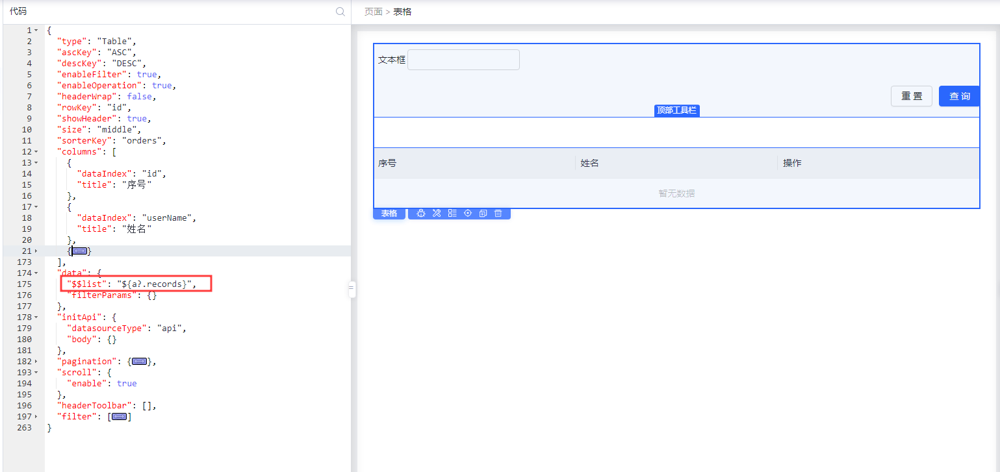 代码
页面 > 表格
1 {
2 "type": "Table",
3 "ascKey": "ASC",
4 "descKey": "DESC",
5 "enableFilter": true,
6 "enableOperation": true,
7 "headerWrap": false,
8 "rowKey": "id",
9 "showHeader": true,
10 "size": "middle",
11 "sorterKey": "orders",
12 "columns": [
13 {
14 "dataIndex": "id",
15 "title": "序号"
16 },
17 {
18 "dataIndex": "userName",
19 "title": "姓名"
20 },
21 {}
173 ],
174 "data": {
175 "$$list": "${a?.records}",
176 "filterParams": {}
177 },
178 "initApi": {
179 "datasourceType": "api",
180 "body": {}
181 },
182 "pagination": {},
193 "scroll": {
194 "enable": true
195 },
196 "headerToolbar": [],
197 "filter": []
263 }
文本框
重 置 查 询
顶部工具栏
序号 姓名 操作
暂无数据
表格